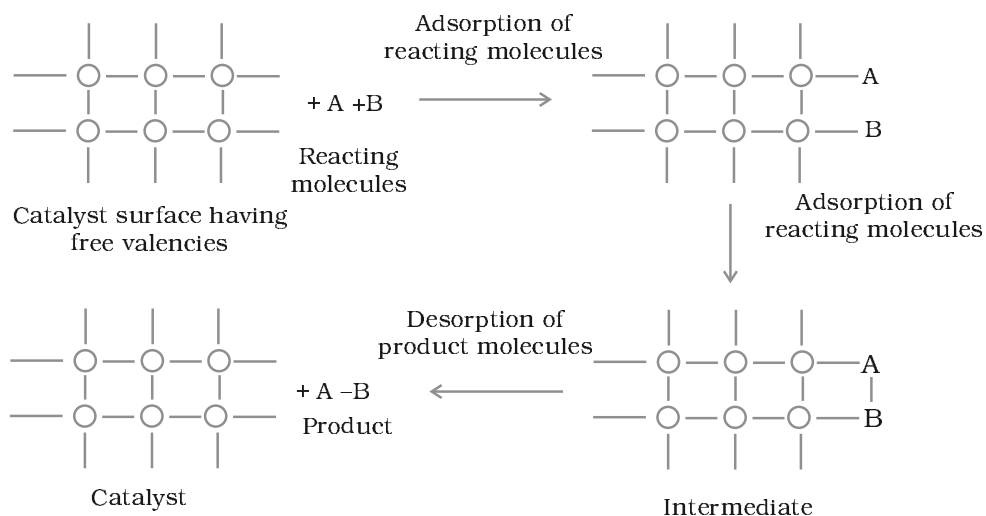 Adsorption of
reacting molecules
+ A +B
Reacting
molecules
Catalyst surface having
free valencies
A
B
Adsorption of
reacting molecules
A
B
Intermediate
Desorption of
product molecules
+ A –B
Product
Catalyst